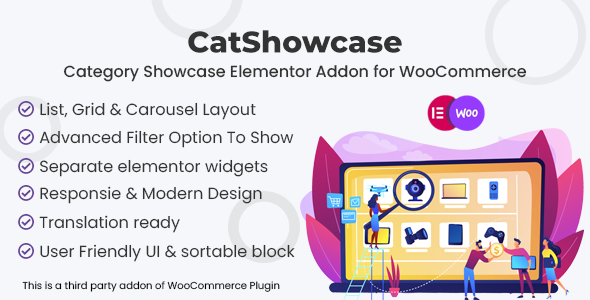 CatShowcase
Category Showcase Elementor Addon for WooCommerce
List, Grid & Carousel Layout
Advanced Filter Option To Show
Separate elementor widgets
Responsie & Modern Design
Translation ready
User Friendly UI & sortable block
This is a third party addon of WooCommerce Plugin
Woo